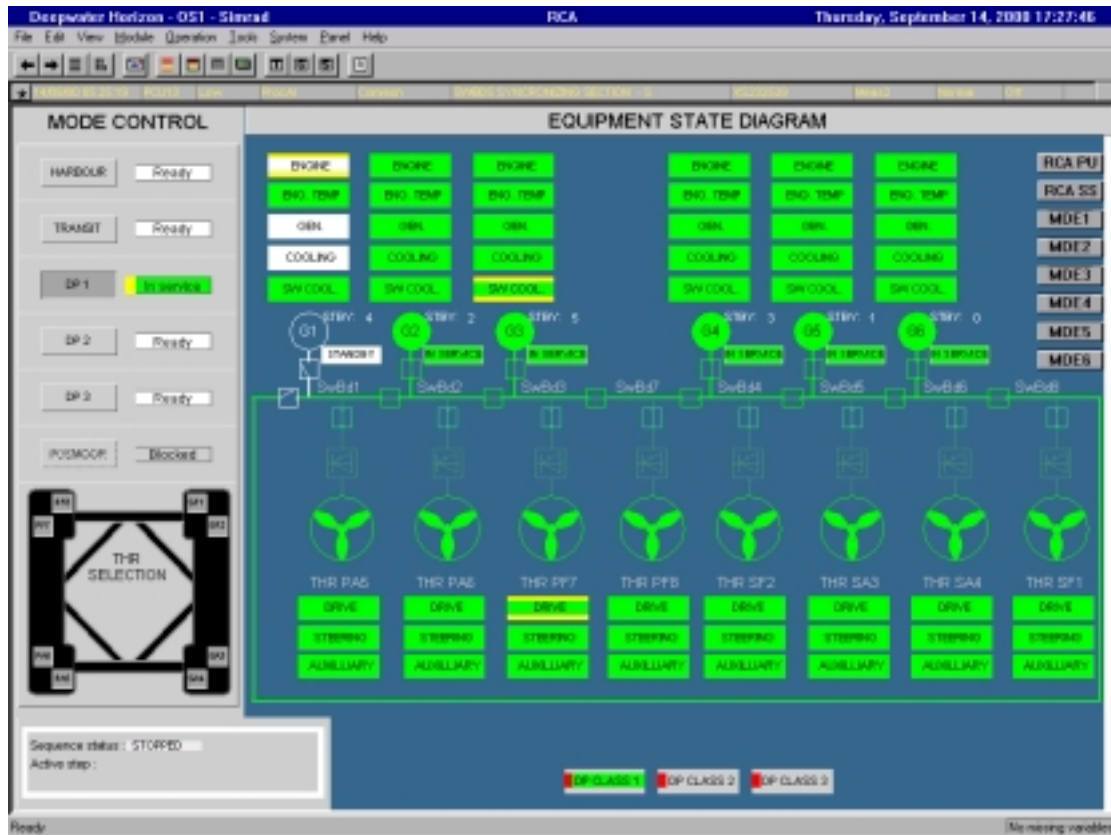 Deepwater Horizon - OS1 - Simrad RCA Thursday, September 14, 2000 17:27:46
File Edit View Module Operation Tools System Panel Help
MODE CONTROL
EQUIPMENT STATE DIAGRAM
HARBOUR Ready
TRANSIT Ready
DP 1 In service
DP 2 Ready
DP 3 Ready
POSMOOR Blocked
THR
SELECTION
ENGINE ENGINE ENGINE ENGINE ENGINE ENGINE
ENG. TEMP ENG. TEMP ENG. TEMP ENG. TEMP ENG. TEMP ENG. TEMP
GEN. GEN. GEN. GEN. GEN. GEN.
COOLING COOLING COOLING COOLING COOLING COOLING
SW COOL. SW COOL. SW COOL. SW COOL. SW COOL. SW COOL.
RCA PU
RCA SS
MDE1
MDE2
MDE3
MDE4
MDE5
MDE6
STBY: 4 STBY: 2 STBY: 5 STBY: 3 STBY: 1 STBY: 0
G1 G2 G3 G4 G5 G6
STANDBY IN SERVICE IN SERVICE IN SERVICE IN SERVICE IN SERVICE
SwBd1 SwBd2 SwBd3 SwBd7 SwBd4 SwBd5 SwBd6 SwBd8
THR PA5 THR PA6 THR PF7 THR PF8 THR SF2 THR SA3 THR SA4 THR SF1
DRIVE DRIVE DRIVE DRIVE DRIVE DRIVE DRIVE DRIVE
STEERING STEERING STEERING STEERING STEERING STEERING STEERING STEERING
AUXILLIARY AUXILLIARY AUXILLIARY AUXILLIARY AUXILLIARY AUXILLIARY AUXILLIARY AUXILLIARY
Sequence status : STOPPED
Active step :
DP CLASS 1 DP CLASS 2 DP CLASS 3
Ready No missing variables